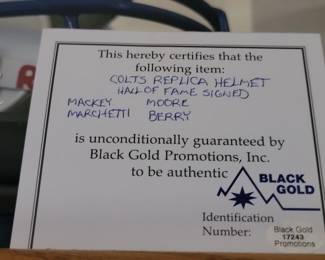 This hereby certifies that the
following item:
COLTS REPLICA HELMET
HALL OF FAME SIGNED
MACKEY MOORE
MARCHETTI BERRY
is unconditionally guaranteed by
Black Gold Promotions, Inc.
to be authentic
BLACK
GOLD
Identification
Number:
Black Gold
17243
Promotions